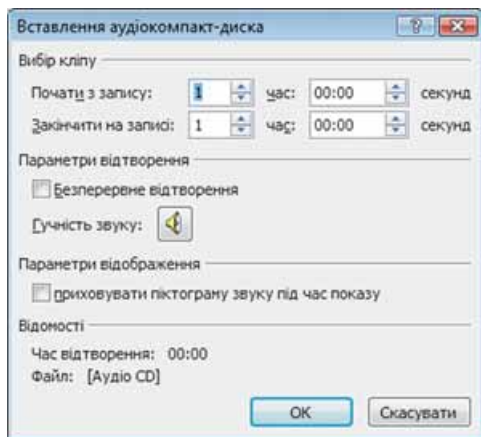 Вставлення аудіокомпакт-диска
Вибір кліпу
Почати з запису: 1 час: 00:00 секунд
Закінчити на записі: 1 час: 00:00 секунд
Параметри відтворення
Безперервне відтворення
Гучність звуку:
Параметри відображення
приховувати піктограму звуку під час показу
Відомості
Час відтворення: 00:00
Файл: [Аудіо CD]
ОК Скасувати